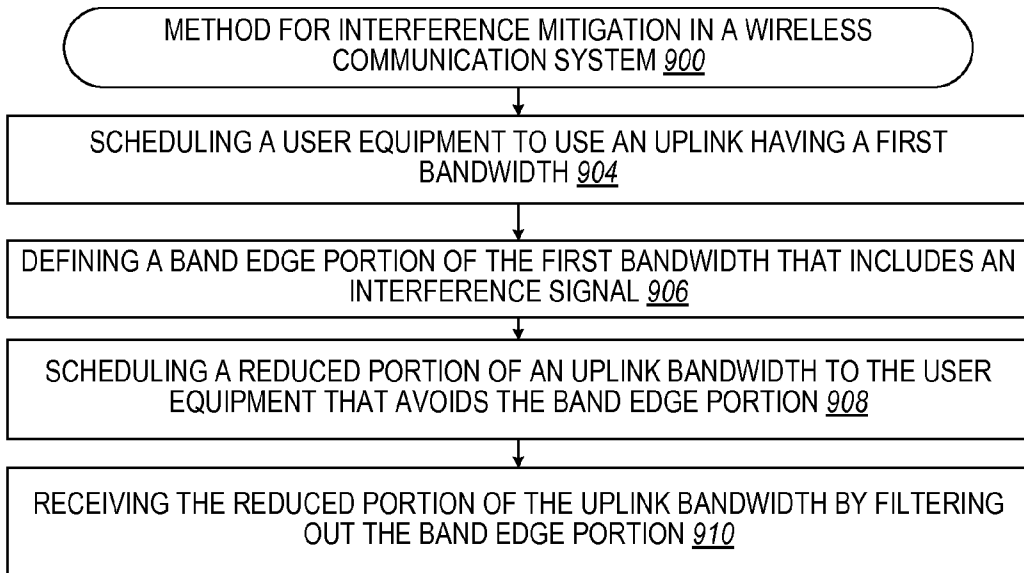 METHOD FOR INTERFERENCE MITIGATION IN A WIRELESS
COMMUNICATION SYSTEM 900
SCHEDULING A USER EQUIPMENT TO USE AN UPLINK HAVING A FIRST
BANDWIDTH 904
DEFINING A BAND EDGE PORTION OF THE FIRST BANDWIDTH THAT INCLUDES AN
INTERFERENCE SIGNAL 906
SCHEDULING A REDUCED PORTION OF AN UPLINK BANDWIDTH TO THE USER
EQUIPMENT THAT AVOIDS THE BAND EDGE PORTION 908
RECEIVING THE REDUCED PORTION OF THE UPLINK BANDWIDTH BY FILTERING
OUT THE BAND EDGE PORTION 910